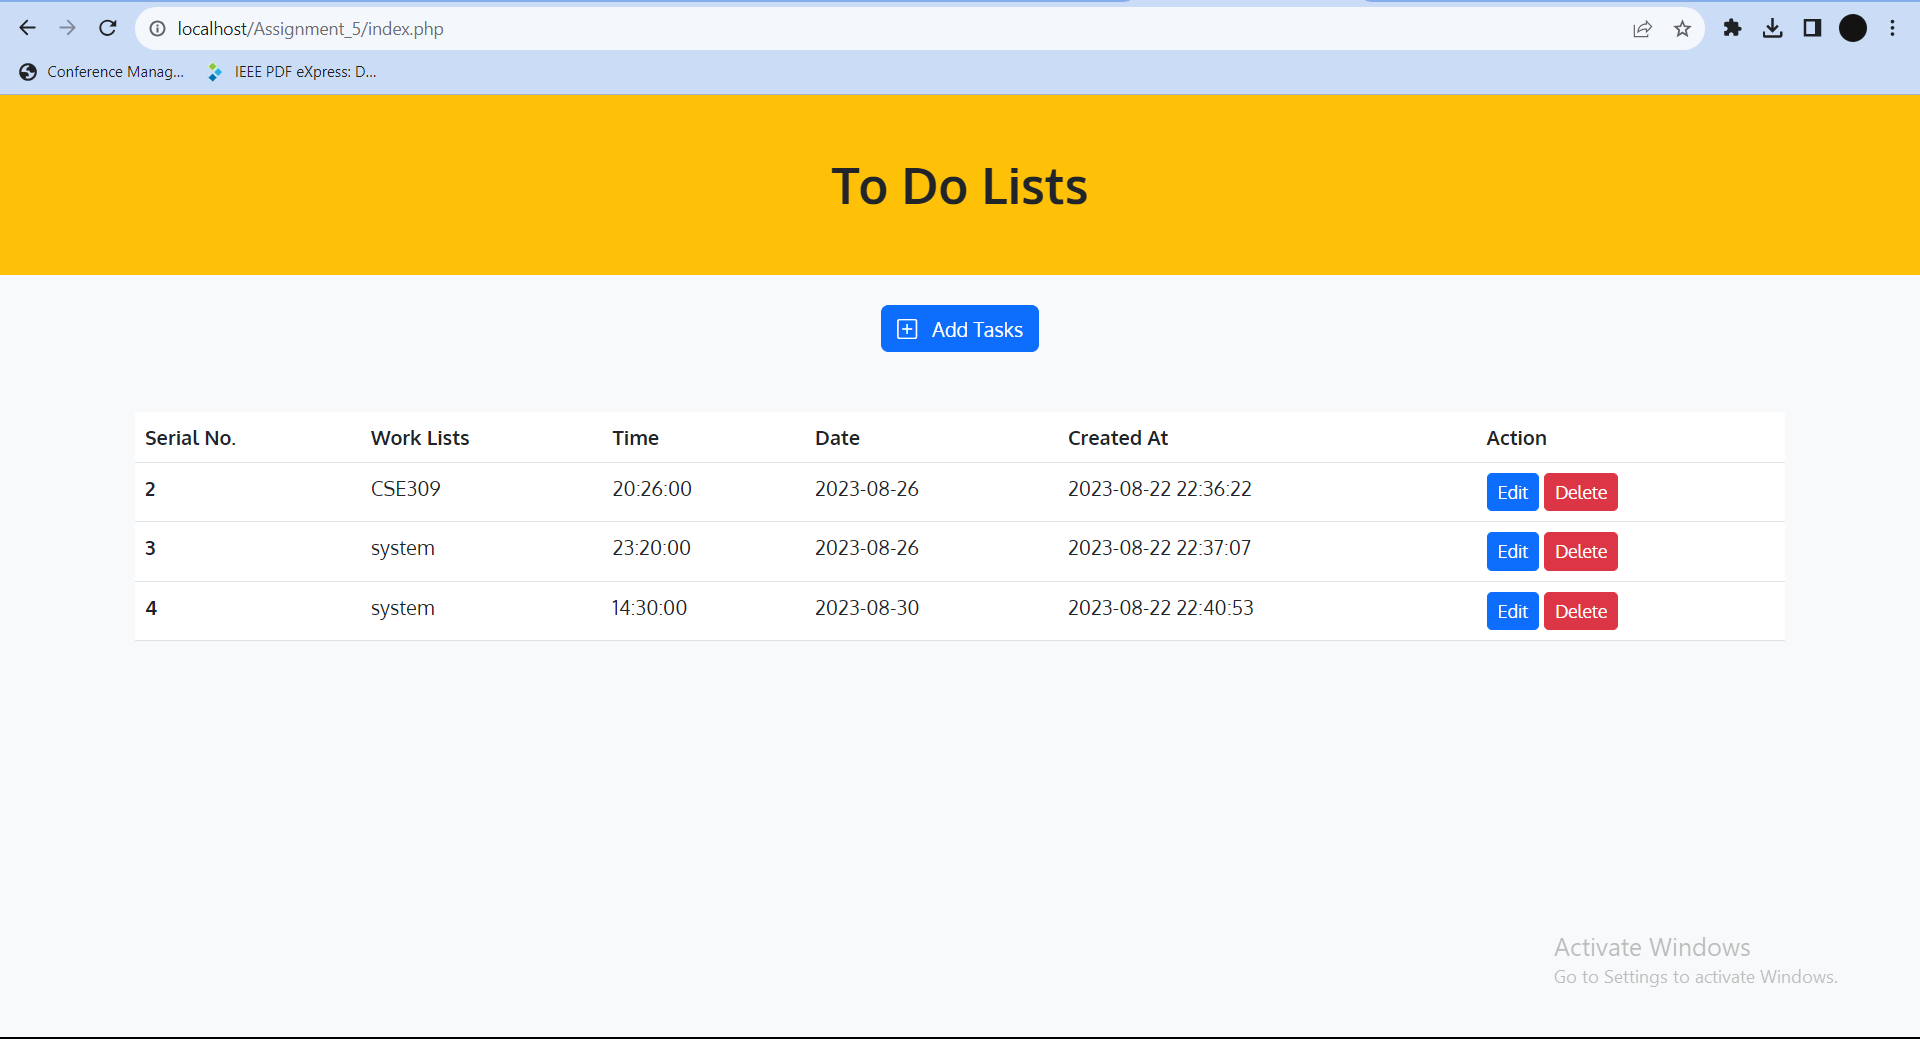 localhost/Assignment_5/index.php
Conference Manag... IEEE PDF eXpress: D...
To Do Lists
Add Tasks
Serial No. Work Lists Time Date Created At Action
2 CSE309 20:26:00 2023-08-26 2023-08-22 22:36:22 Edit Delete
3 system 23:20:00 2023-08-26 2023-08-22 22:37:07 Edit Delete
4 system 14:30:00 2023-08-30 2023-08-22 22:40:53 Edit Delete
Activate Windows
Go to Settings to activate Windows.